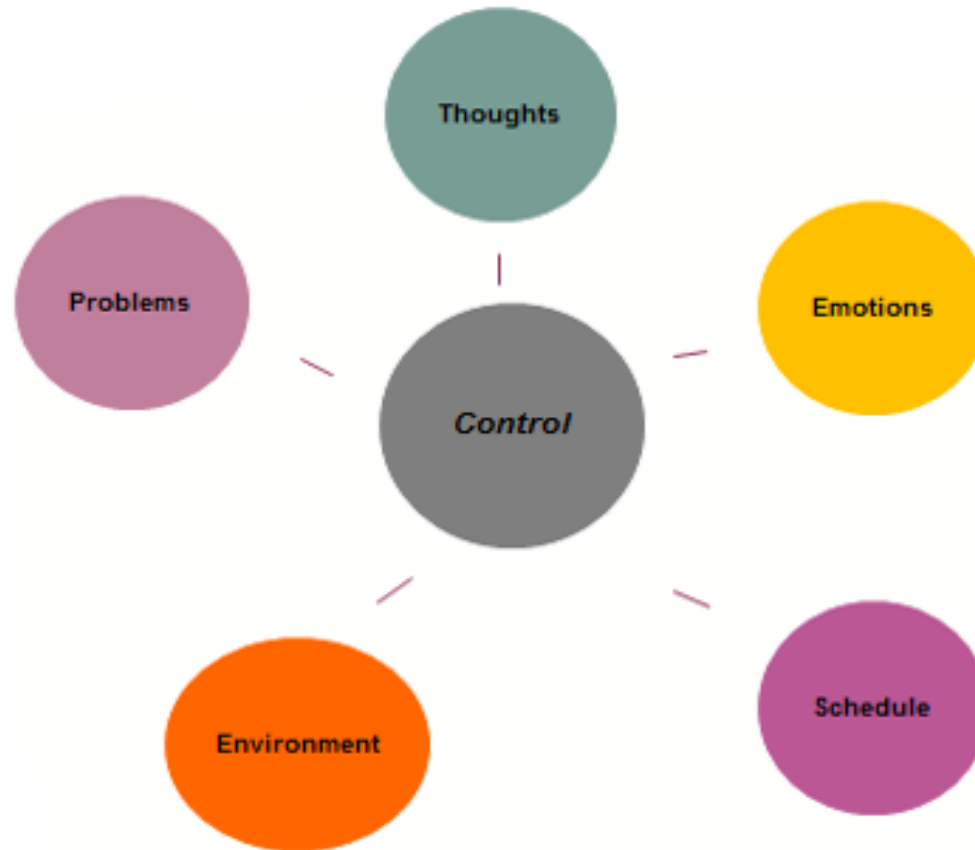 Thoughts
Problems
Emotions
Control
Schedule
Environment